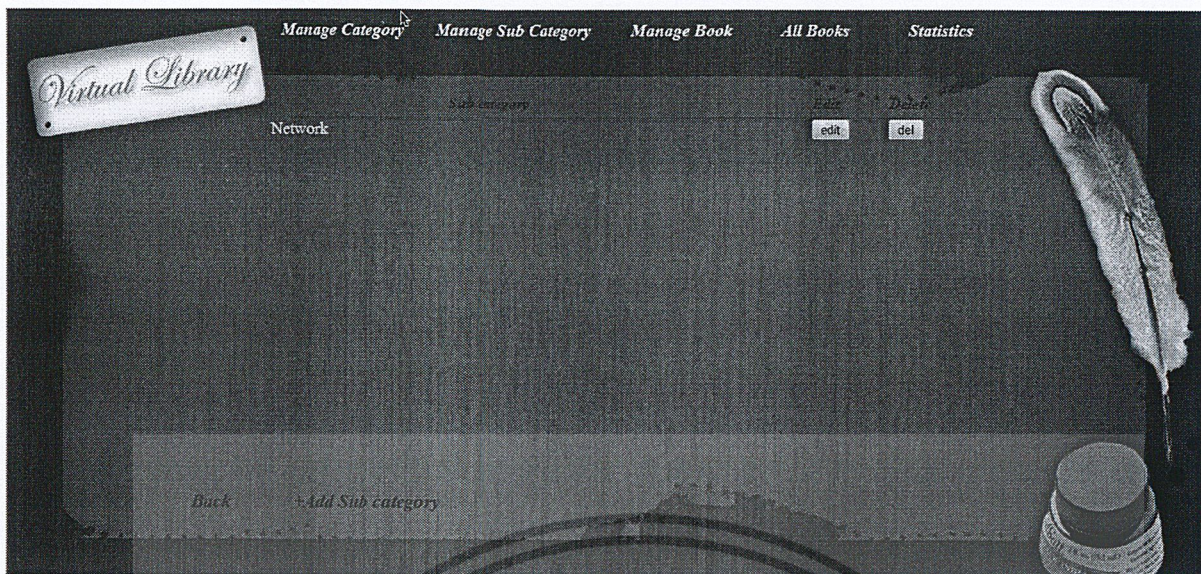 Manage Category Manage Sub Category Manage Book All Books Statistics
Virtual Library
Sub category Edit Delete
Network edit del
Back +Add Sub category